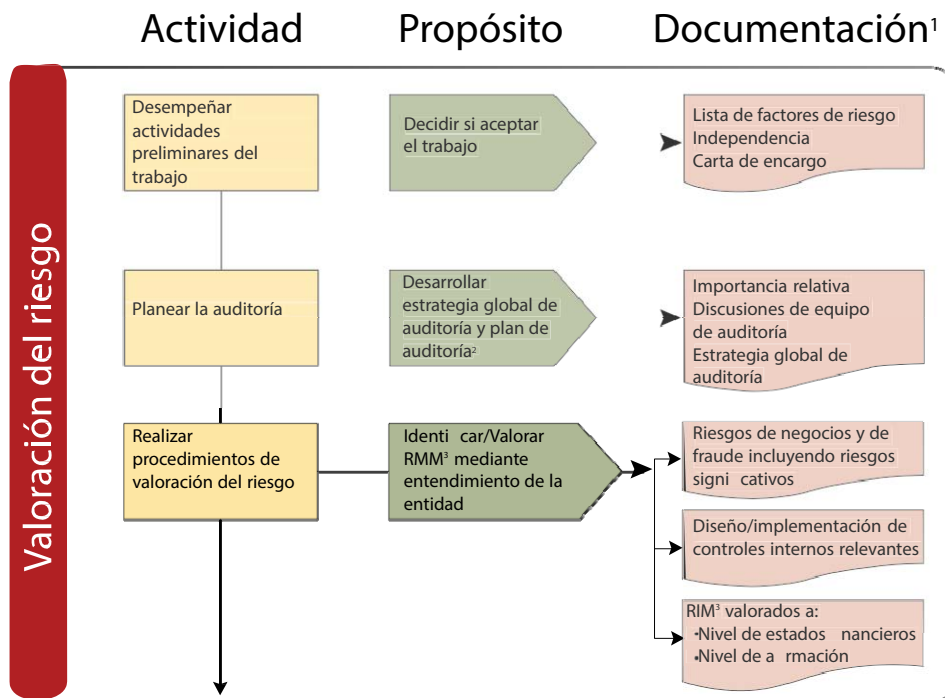 Actividad
Propósito
Documentación¹
Valoración del riesgo
Desempeñar
actividades
preliminares del
trabajo
Decidir si aceptar
el trabajo
Lista de factores de riesgo
Independencia
Carta de encargo
Planear la auditoría
Desarrollar
estrategia global de
auditoría y plan de
auditoría²
Importancia relativa
Discusiones de equipo
de auditoría
Estrategia global de
auditoría
Realizar
procedimientos de
valoración del riesgo
Identi car/Valorar
RMM³ mediante
entendimiento de la
entidad
Riesgos de negocios y de
fraude incluyendo riesgos
signi cativos
Diseño/implementación de
controles internos relevantes
RIM³ valorados a:
•Nivel de estados nancieros
•Nivel de a rmación